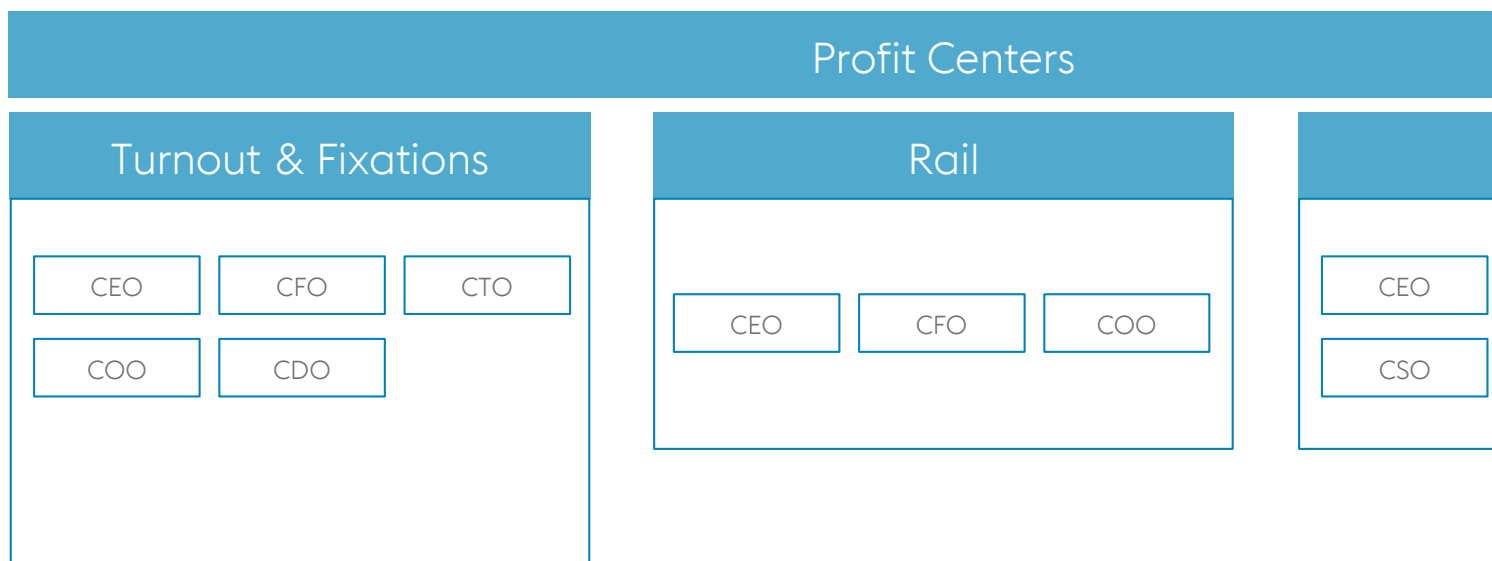 Profit Centers
Turnout & Fixations
CEO CFO CTO
COO CDO
Rail
CEO CFO COO
CEO
CSO